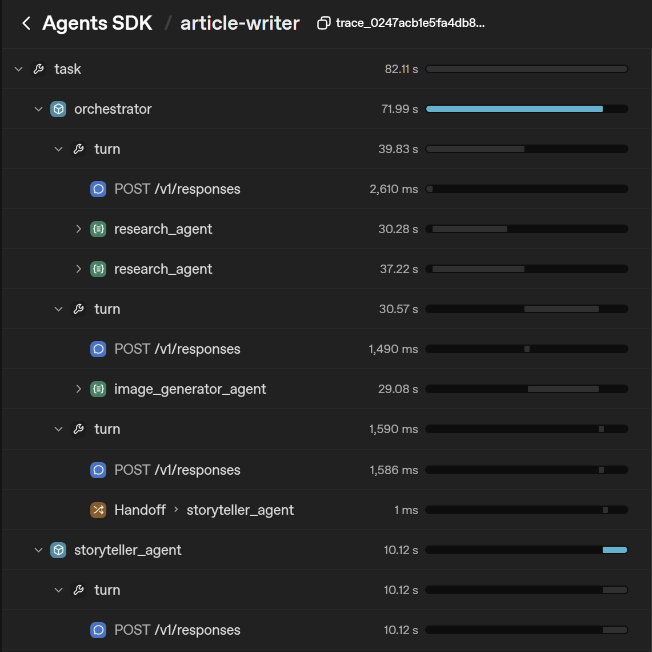 Agents SDK / article-writer trace_0247acb1e5fa4db8...
task 82.11 s
orchestrator 71.99 s
turn 39.83 s
POST /v1/responses 2,610 ms
research_agent 30.28 s
research_agent 37.22 s
turn 30.57 s
POST /v1/responses 1,490 ms
image_generator_agent 29.08 s
turn 1,590 ms
POST /v1/responses 1,586 ms
Handoff › storyteller_agent 1 ms
storyteller_agent 10.12 s
turn 10.12 s
POST /v1/responses 10.12 s